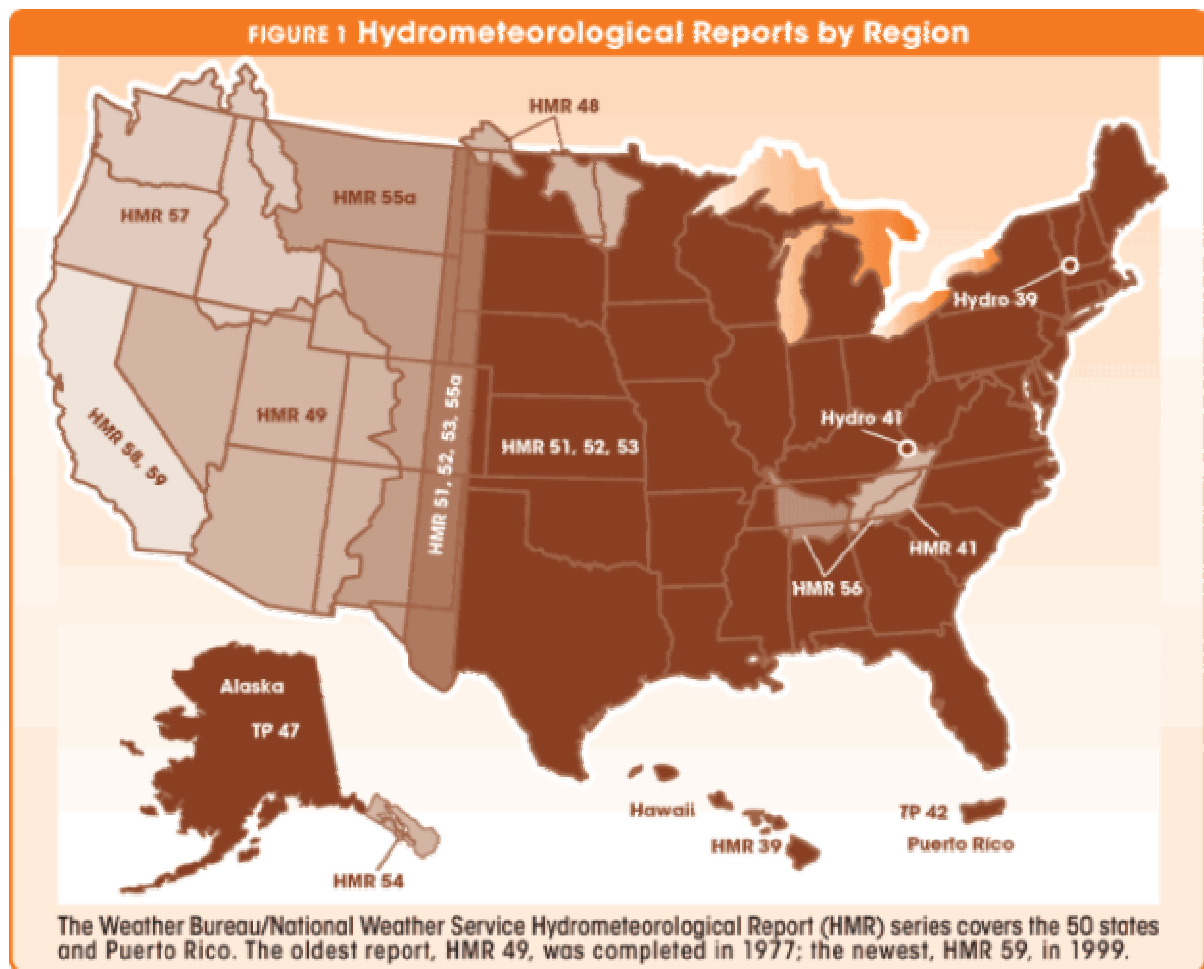 FIGURE 1 Hydrometeorological Reports by Region
HMR 48
HMR 55a
HMR 57
Hydro 39
HMR 49
HMR 58, 59
HMR 51, 52, 53, 55a
HMR 51, 52, 53
Hydro 41
HMR 41
HMR 56
Alaska
TP 47
HMR 54
Hawaii
HMR 39
TP 42
Puerto Rico
The Weather Bureau/National Weather Service Hydrometeorological Report (HMR) series covers the 50 states
and Puerto Rico. The oldest report, HMR 49, was completed in 1977; the newest, HMR 59, in 1999.